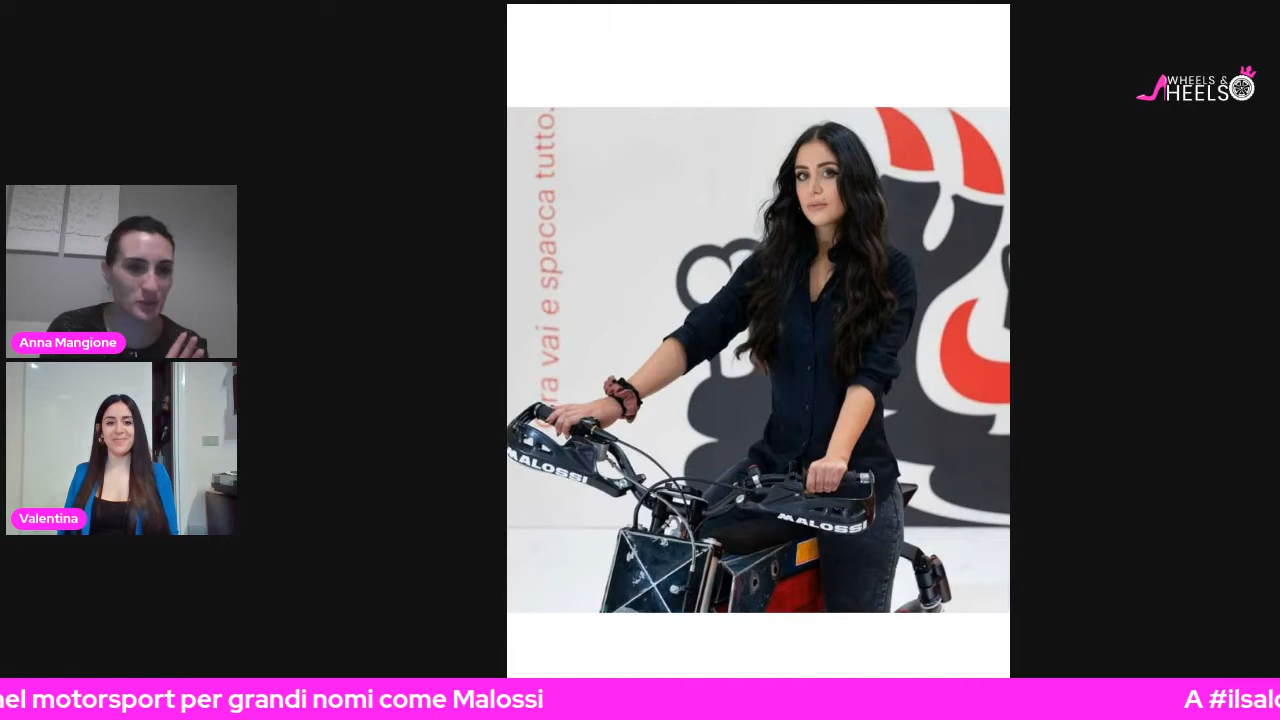 WHEELS &
HEELS
ra vai e spacca tutto.
MALOSSI
MALOSSI
Anna Mangione
Valentina
nel motorsport per grandi nomi come Malossi
A #ilsalo